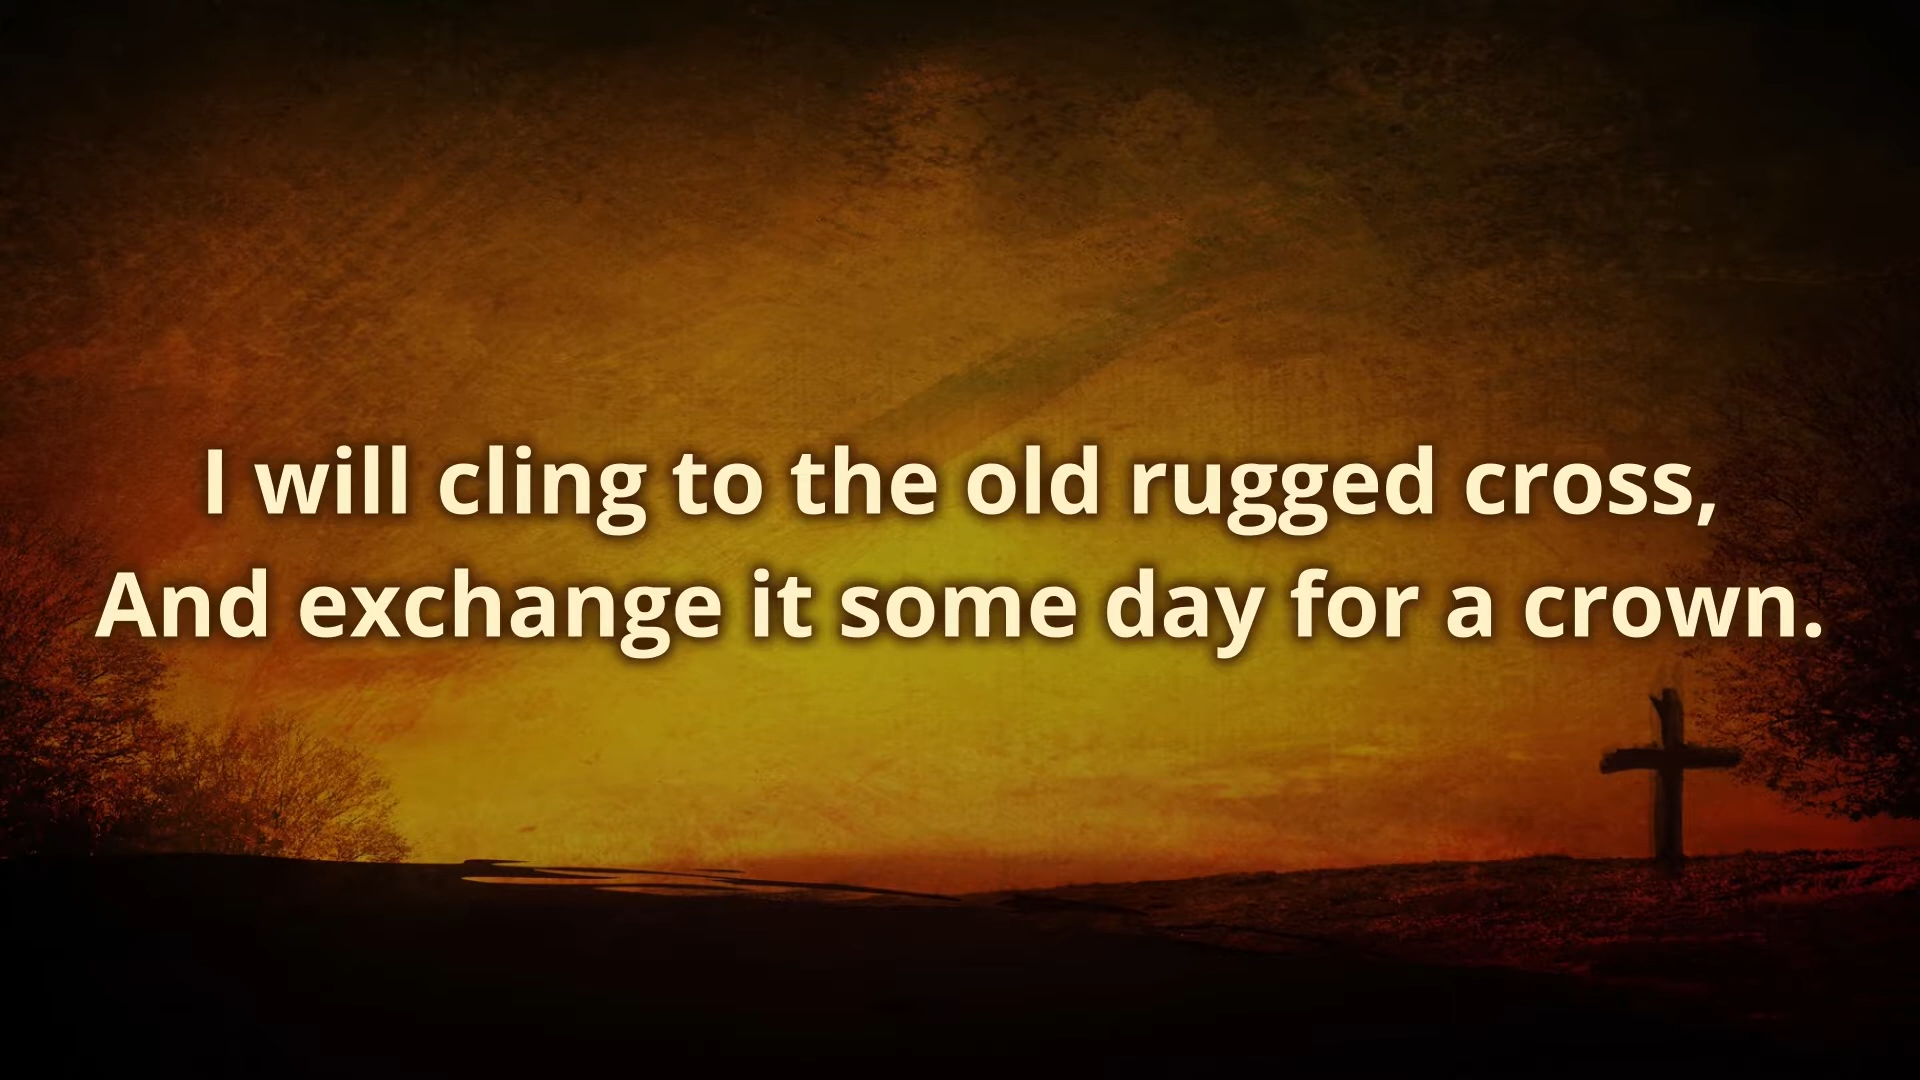 I will cling to the old rugged cross,
And exchange it some day for a crown.